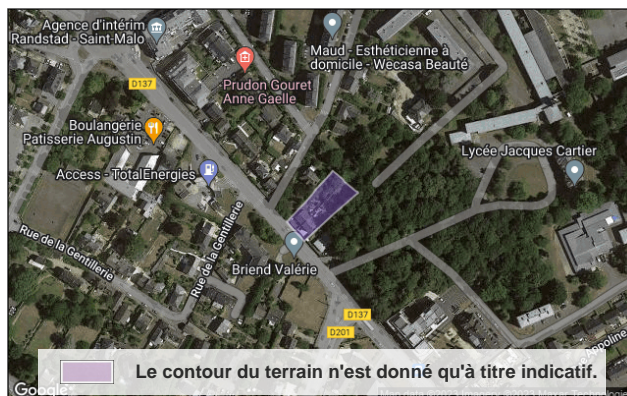 Agence d'intérim
Randstad - Saint-Malo
Maud - Esthéticienne à
domicile - Wecasa Beauté
D137
Prudon Gouret
Anne Gaelle
Boulangerie
Patisserie Augustin
Lycée Jacques Cartier
Access - TotalEnergies
Rue de la Gentillerie
Rue de la Gentillerie
Briend Valérie
D137
D201
Appoline
Le contour du terrain n'est donné qu'à titre indicatif.
Google